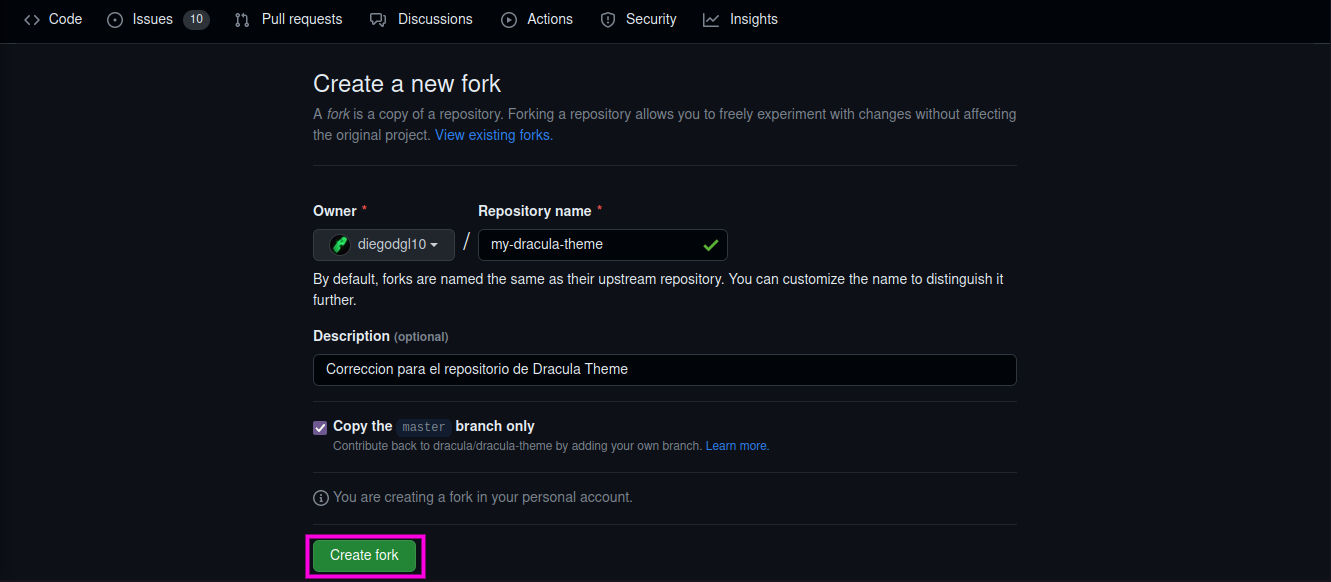 Code Issues 10 Pull requests Discussions Actions Security Insights
Create a new fork
A fork is a copy of a repository. Forking a repository allows you to freely experiment with changes without affecting
the original project. View existing forks.
Owner * Repository name *
diegodgl10 / my-dracula-theme
By default, forks are named the same as their upstream repository. You can customize the name to distinguish it
further.
Description (optional)
Correccion para el repositorio de Dracula Theme
Copy the master branch only
Contribute back to dracula/dracula-theme by adding your own branch. Learn more.
You are creating a fork in your personal account.
Create fork